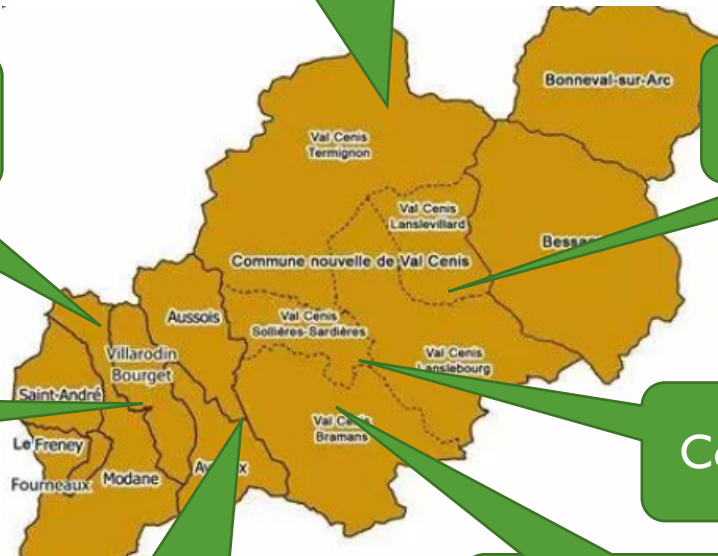 Bonneval-sur-Arc
Val Cenis
Termignon
Val Cenis
Lanslevillard
Commune nouvelle de Val Cenis
Aussois
Val Cenis
Sollières-Sardières
Villarodin
Bourget
Val Cenis
Lanslebourg
Saint-André
Val Cenis
Bramans
Le Freney
Fourneaux
Modane